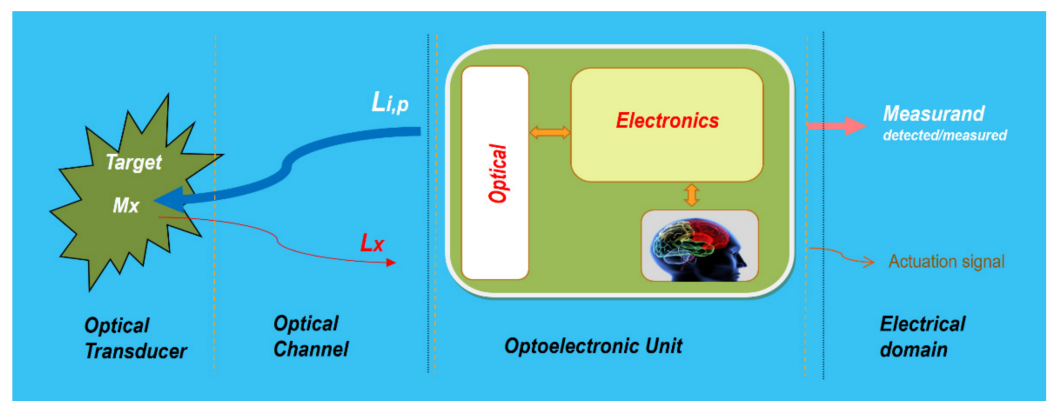 Target
Mx
Li,p
Lx
Optical
Electronics
Measurand
detected/measured
Actuation signal
Optical
Transducer
Optical
Channel
Optoelectronic Unit
Electrical
domain